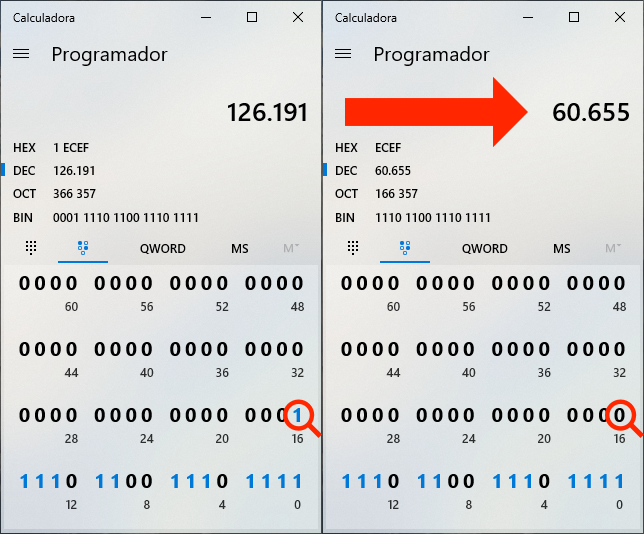 Calculadora
Programador
126.191
HEX 1 ECEF
DEC 126.191
OCT 366 357
BIN 0001 1110 1100 1110 1111
QWORD MS M
0000 0000 0000 0000
60 56 52 48
0000 0000 0000 0000
44 40 36 32
0000 0000 0000 0001
28 24 20 16
1110 1100 1110 1111
12 8 4 0
Calculadora
Programador
60.655
HEX ECEF
DEC 60.655
OCT 166 357
BIN 1110 1100 1110 1111
QWORD MS M
0000 0000 0000 0000
60 56 52 48
0000 0000 0000 0000
44 40 36 32
0000 0000 0000 0000
28 24 20 16
1110 1100 1110 1111
12 8 4 0